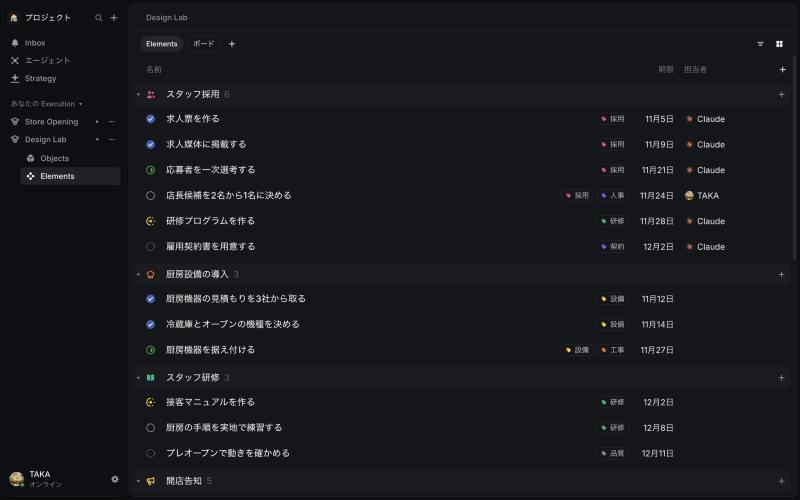 プロジェクト
Inbox
エージェント
Strategy
あなたの Execution
Store Opening
Design Lab
Objects
Elements
TAKA
オンライン
Design Lab
Elements ボード
名前 期限 担当者
スタッフ採用 6
求人票を作る 採用 11月5日 Claude
求人媒体に掲載する 採用 11月9日 Claude
応募者を一次選考する 採用 11月21日 Claude
店長候補を2名から1名に決める 採用 人事 11月24日 TAKA
研修プログラムを作る 研修 11月28日 Claude
雇用契約書を用意する 契約 12月2日 Claude
厨房設備の導入 3
厨房機器の見積もりを3社から取る 設備 11月12日
冷蔵庫とオーブンの機種を決める 設備 11月14日
厨房機器を据え付ける 設備 工事 11月27日
スタッフ研修 3
接客マニュアルを作る 研修 12月2日
厨房の手順を実地で練習する 研修 12月8日
プレオープンで動きを確かめる 品質 12月11日
開店告知 5